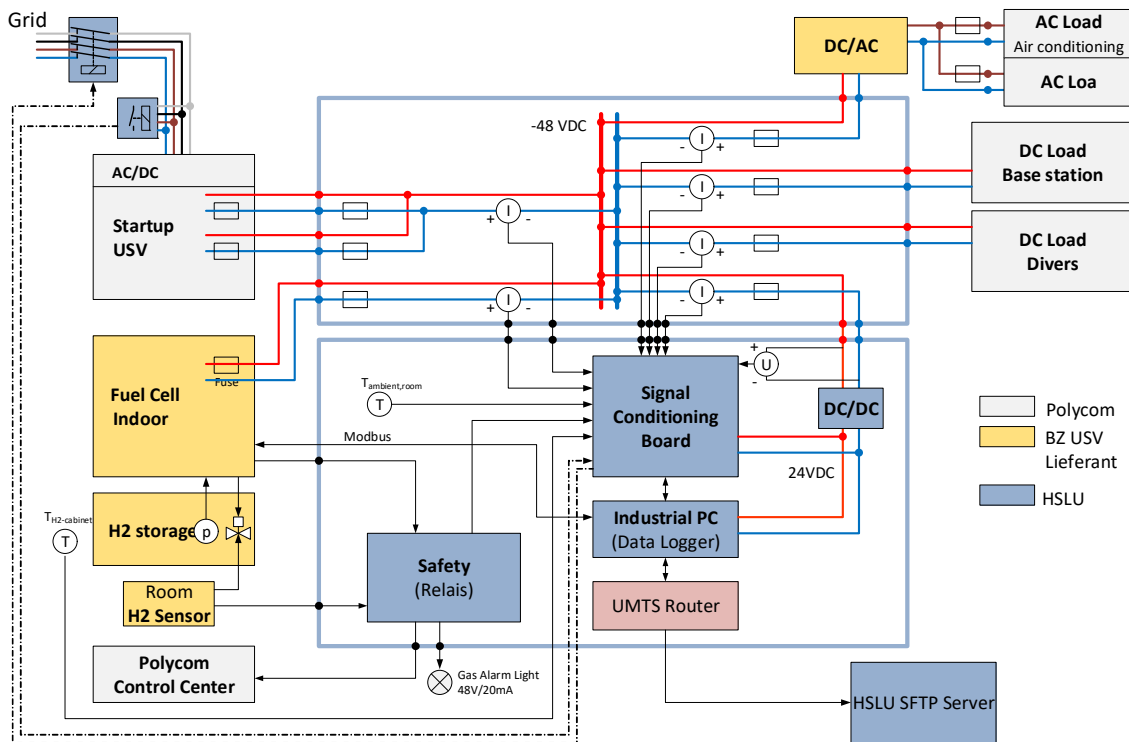 Grid
DC/AC
AC Load
Air conditioning
AC Loa
-48 VDC
- I +
DC Load
Base station
- I +
AC/DC
Startup
USV
+ I -
DC Load
Divers
- I +
+ I -
- I +
Fuel Cell
Indoor
Fuse
T ambient,room
T
Signal
Conditioning
Board
+
U
-
DC/DC
Polycom
BZ USV
Lieferant
HSLU
Modbus
24VDC
H2 storage
p
T H2-cabinet
T
Industrial PC
(Data Logger)
Safety
(Relais)
Room
H2 Sensor
UMTS Router
Polycom
Control Center
Gas Alarm Light
48V/20mA
HSLU SFTP Server